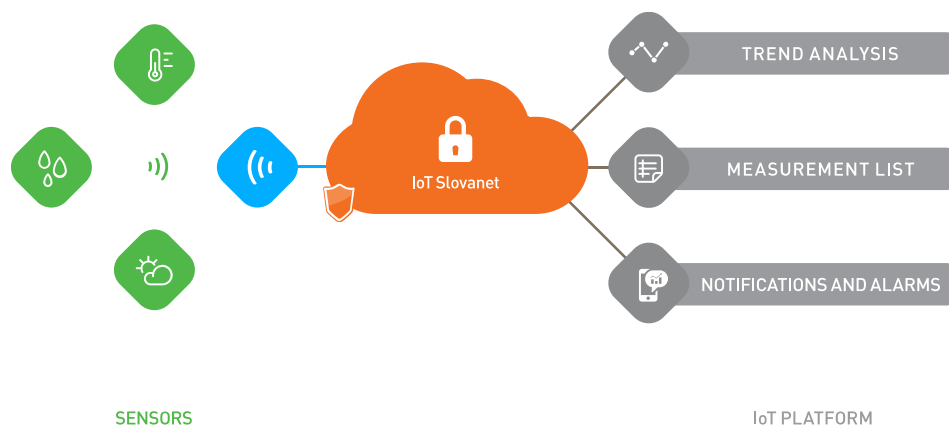 TREND ANALYSIS
MEASUREMENT LIST
IoT Slovanet
NOTIFICATIONS AND ALARMS
SENSORS
IoT PLATFORM